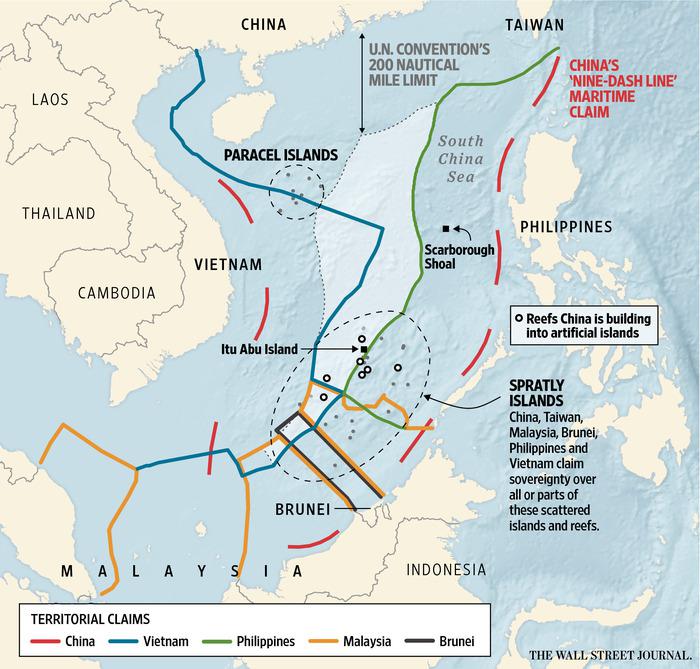 CHINA
TAIWAN
U.N. CONVENTION'S
200 NAUTICAL
MILE LIMIT
CHINA'S
'NINE-DASH LINE'
MARITIME
CLAIM
LAOS
South
China
Sea
PARACEL ISLANDS
THAILAND
PHILIPPINES
Scarborough
Shoal
VIETNAM
CAMBODIA
Reefs China is building
into artificial islands
Itu Abu Island
SPRATLY
ISLANDS
China, Taiwan,
Malaysia, Brunei,
Philippines and
Vietnam claim
sovereignty over
all or parts of
these scattered
islands and reefs.
BRUNEI
MALAYSIA
INDONESIA
TERRITORIAL CLAIMS
China
Vietnam
Philippines
Malaysia
Brunei
THE WALL STREET JOURNAL.